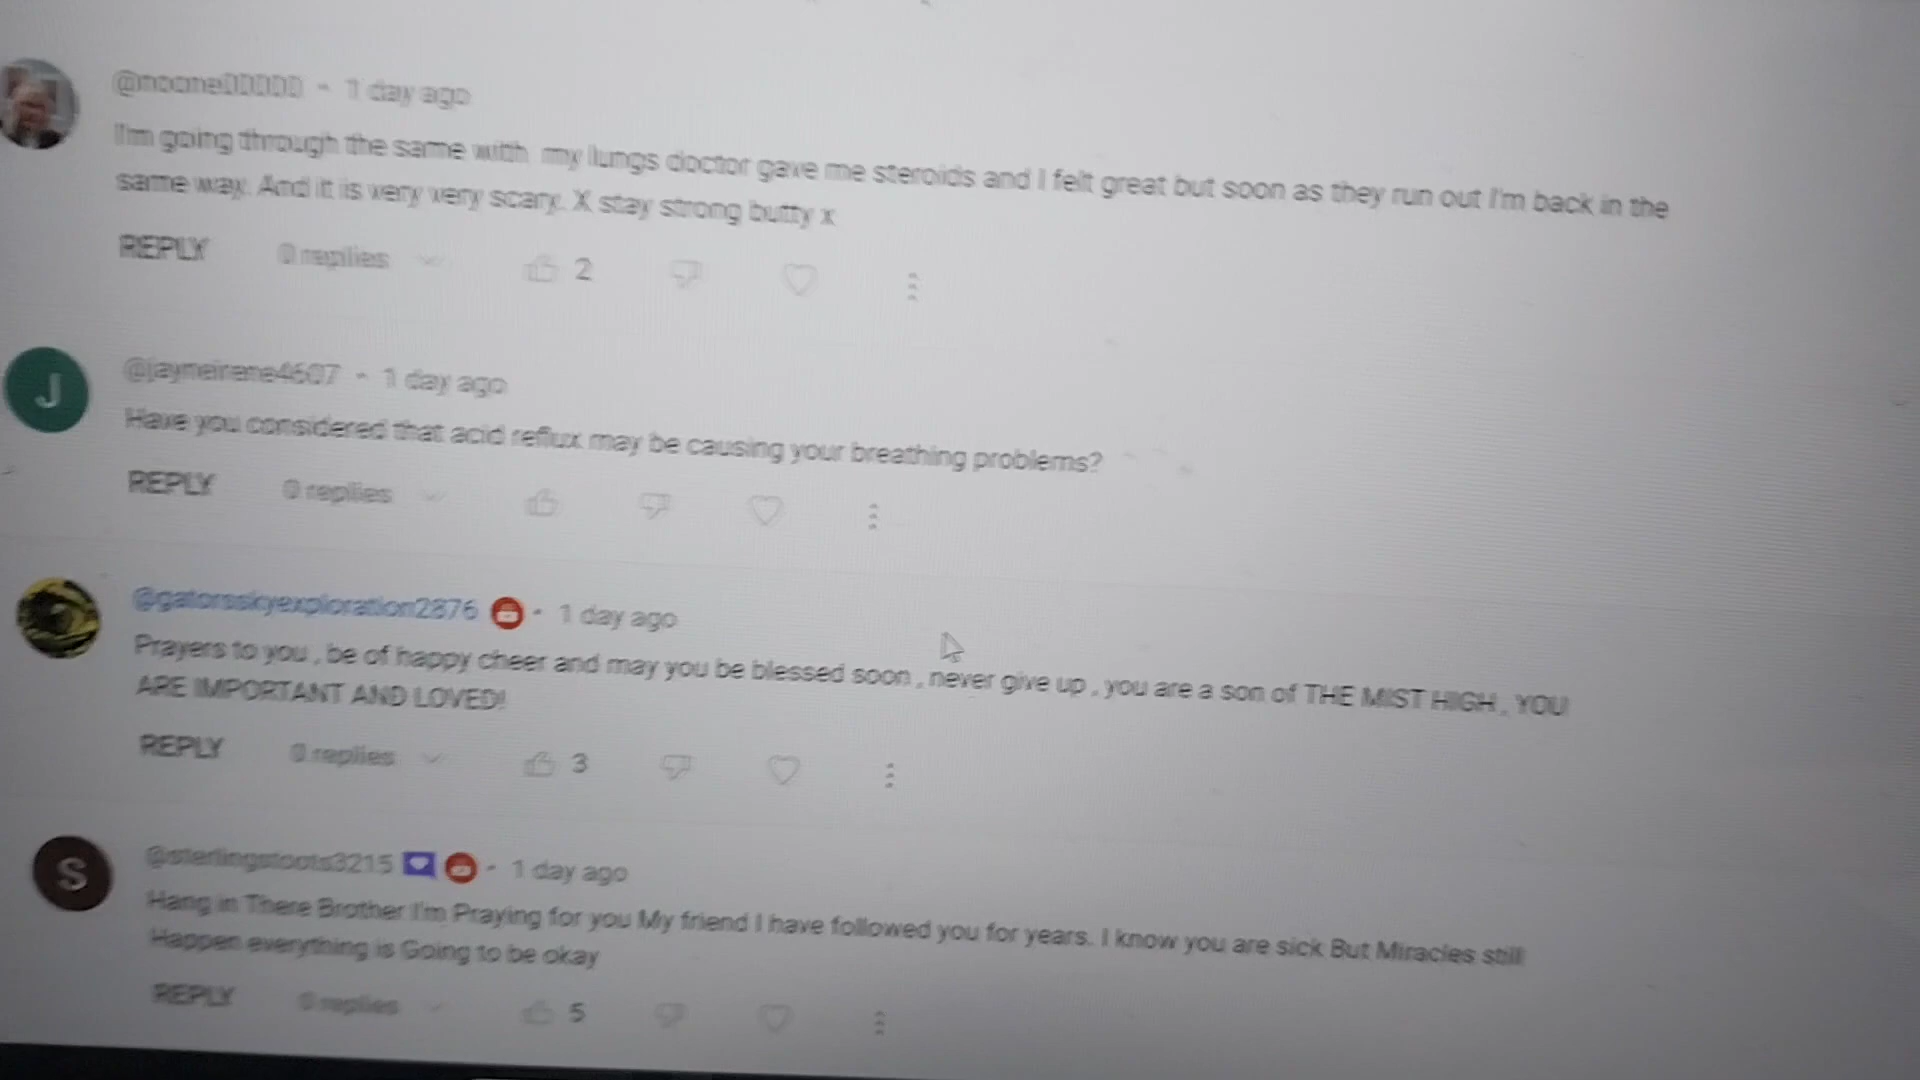 @noone00000 • 1 day ago
I'm going through the same with my lungs doctor gave me steroids and I felt great but soon as they run out I'm back in the
same way. And it is very very scary. X stay strong butty x
REPLY 0 replies 2
J
@jayneirene4607 • 1 day ago
Have you considered that acid reflux may be causing your breathing problems?
REPLY 0 replies
@gatorsskyexploration2876 • 1 day ago
Prayers to you , be of happy cheer and may you be blessed soon , never give up , you are a son of THE MIST HIGH , YOU
ARE IMPORTANT AND LOVED!
REPLY 0 replies 3
S
@sterlingstoots3215 • 1 day ago
Hang in There Brother I'm Praying for you My friend I have followed you for years. I know you are sick But Miracles still
Happen everything is Going to be okay
REPLY 0 replies 5